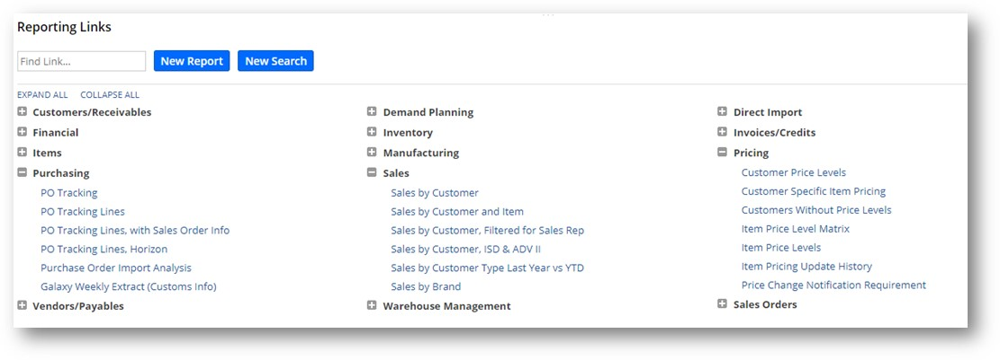 Reporting Links
Find Link...
New Report
New Search
EXPAND ALL
COLLAPSE ALL
Customers/Receivables
Financial
Items
Purchasing
PO Tracking
PO Tracking Lines
PO Tracking Lines, with Sales Order Info
PO Tracking Lines, Horizon
Purchase Order Import Analysis
Galaxy Weekly Extract (Customs Info)
Vendors/Payables
Demand Planning
Inventory
Manufacturing
Sales
Sales by Customer
Sales by Customer and Item
Sales by Customer, Filtered for Sales Rep
Sales by Customer, ISD & ADV II
Sales by Customer Type Last Year vs YTD
Sales by Brand
Warehouse Management
Direct Import
Invoices/Credits
Pricing
Customer Price Levels
Customer Specific Item Pricing
Customers Without Price Levels
Item Price Level Matrix
Item Price Levels
Item Pricing Update History
Price Change Notification Requirement
Sales Orders